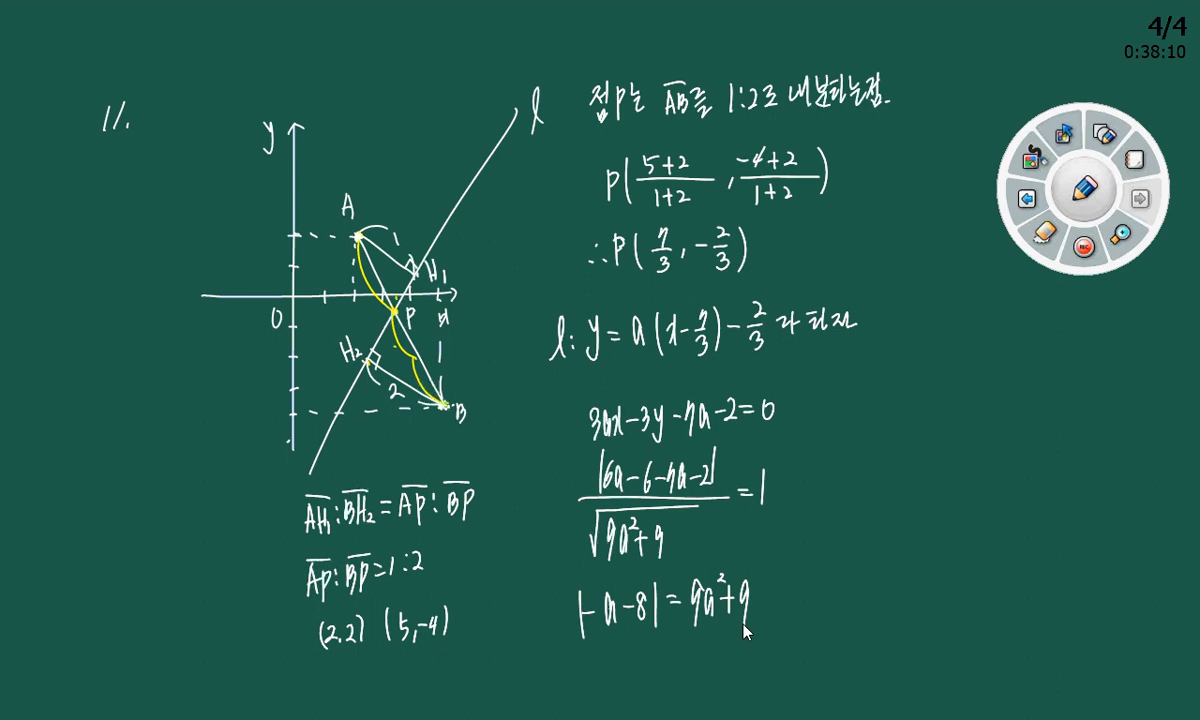 4/4
0:38:10
11.
y
l
A
1
H₁
O
P
H₂
2
B
점P는 AB를 1:2로 내분하는점.
P(5+2/1+2, -4+2/1+2)
∴P(7/3, -2/3)
l: y = a(x-7/3)-2/3 라 하자
3ax-3y-7a-2=0
|6a-6-7a-2|/√9a²+9 = 1
|-a-8| = 9a²+9
AH₁:BH₂=AP:BP
AP:BP=1:2
(2,2) (5,-4)
REC